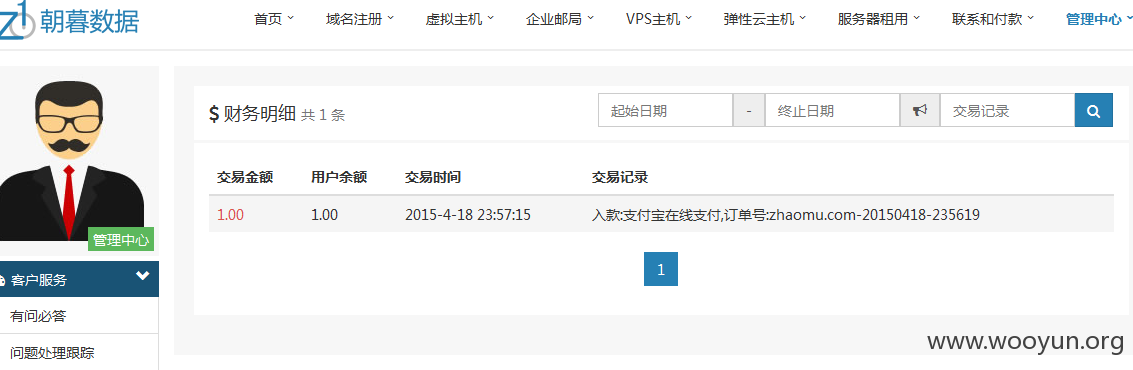 朝暮数据
首页 域名注册 虚拟主机 企业邮局 VPS主机 弹性云主机 服务器租用 联系和付款 管理中心
$ 财务明细 共 1 条
起始日期 - 终止日期 交易记录
交易金额 用户余额 交易时间 交易记录
1.00 1.00 2015-4-18 23:57:15 入款:支付宝在线支付,订单号:zhaomu.com-20150418-235619
1
管理中心
客户服务
有问必答
问题处理跟踪
www.wooyun.org